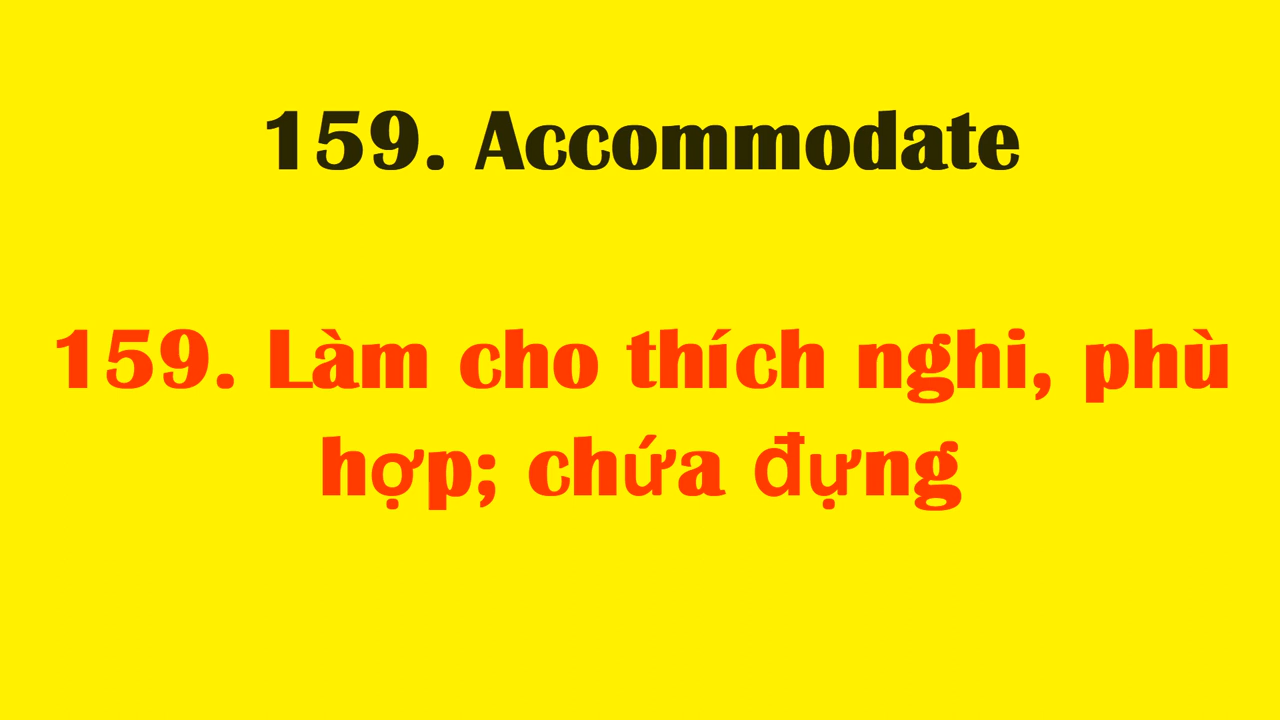 159. Accommodate
159. Làm cho thích nghi, phù
hợp; chứa đựng